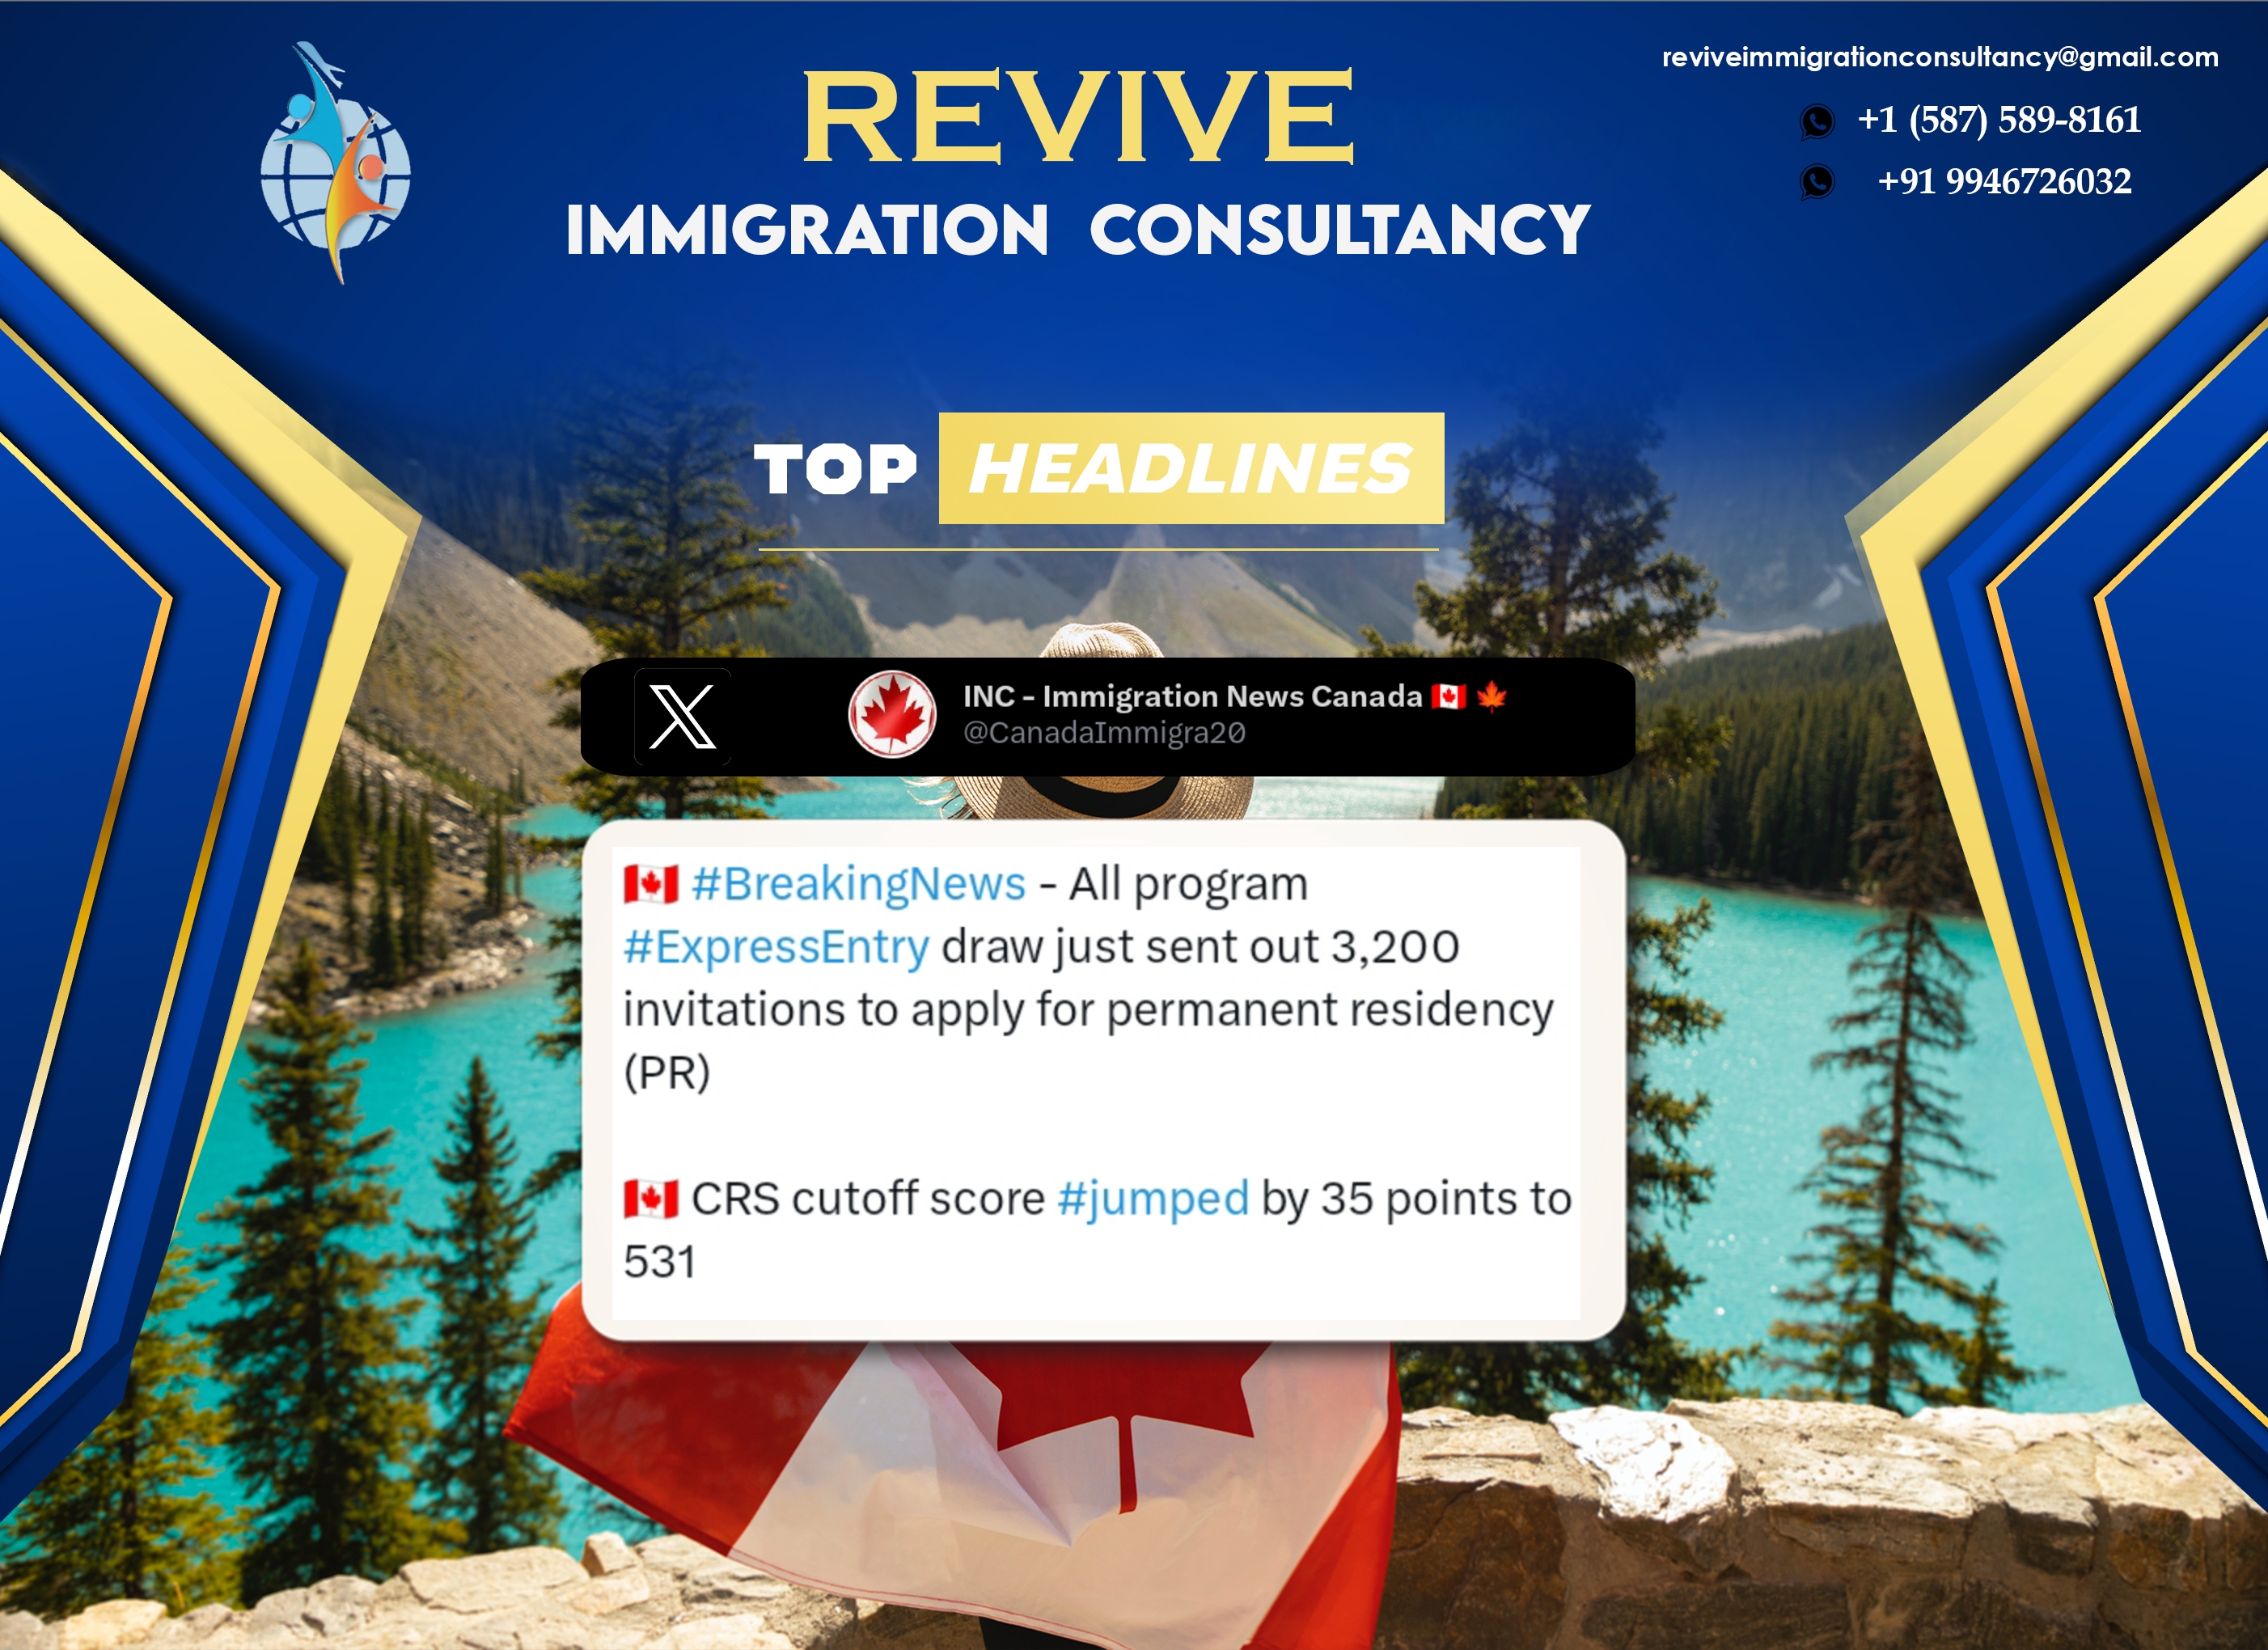 reviveimmigrationconsultancy@gmail.com
REVIVE
+1 (587) 589-8161
+91 9946726032
IMMIGRATION CONSULTANCY
TOP HEADLINES
INC - Immigration News Canada 🇨🇦 🍁
@CanadaImmigra20
🇨🇦 #BreakingNews - All program
#ExpressEntry draw just sent out 3,200
invitations to apply for permanent residency
(PR)
🇨🇦 CRS cutoff score #jumped by 35 points to
531